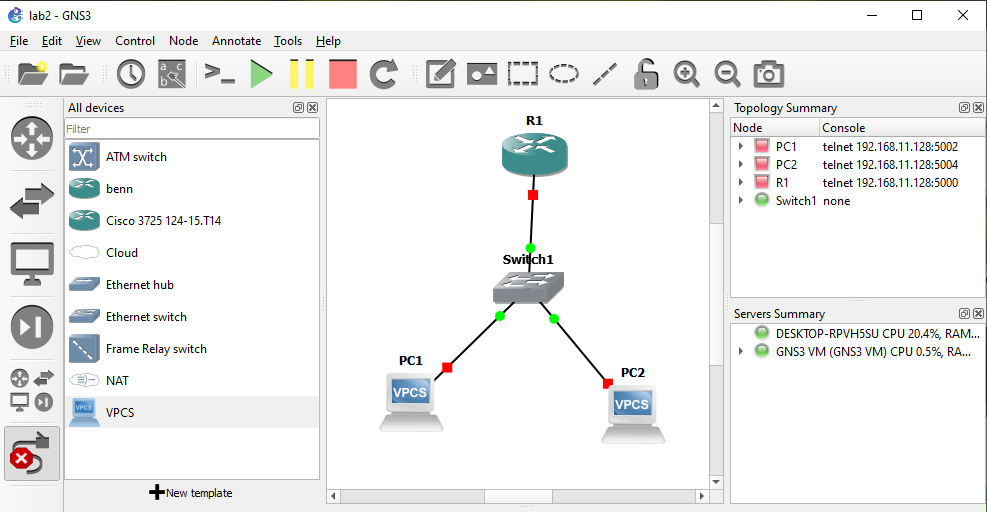 lab2 - GNS3
File Edit View Control Node Annotate Tools Help
All devices
Filter
ATM switch
benn
Cisco 3725 124-15.T14
Cloud
Ethernet hub
Ethernet switch
Frame Relay switch
NAT
VPCS
New template
R1
Switch1
PC1
VPCS
PC2
VPCS
Topology Summary
Node Console
PC1 telnet 192.168.11.128:5002
PC2 telnet 192.168.11.128:5004
R1 telnet 192.168.11.128:5000
Switch1 none
Servers Summary
DESKTOP-RPVH5SU CPU 20.4%, RAM...
GNS3 VM (GNS3 VM) CPU 0.5%, RA...